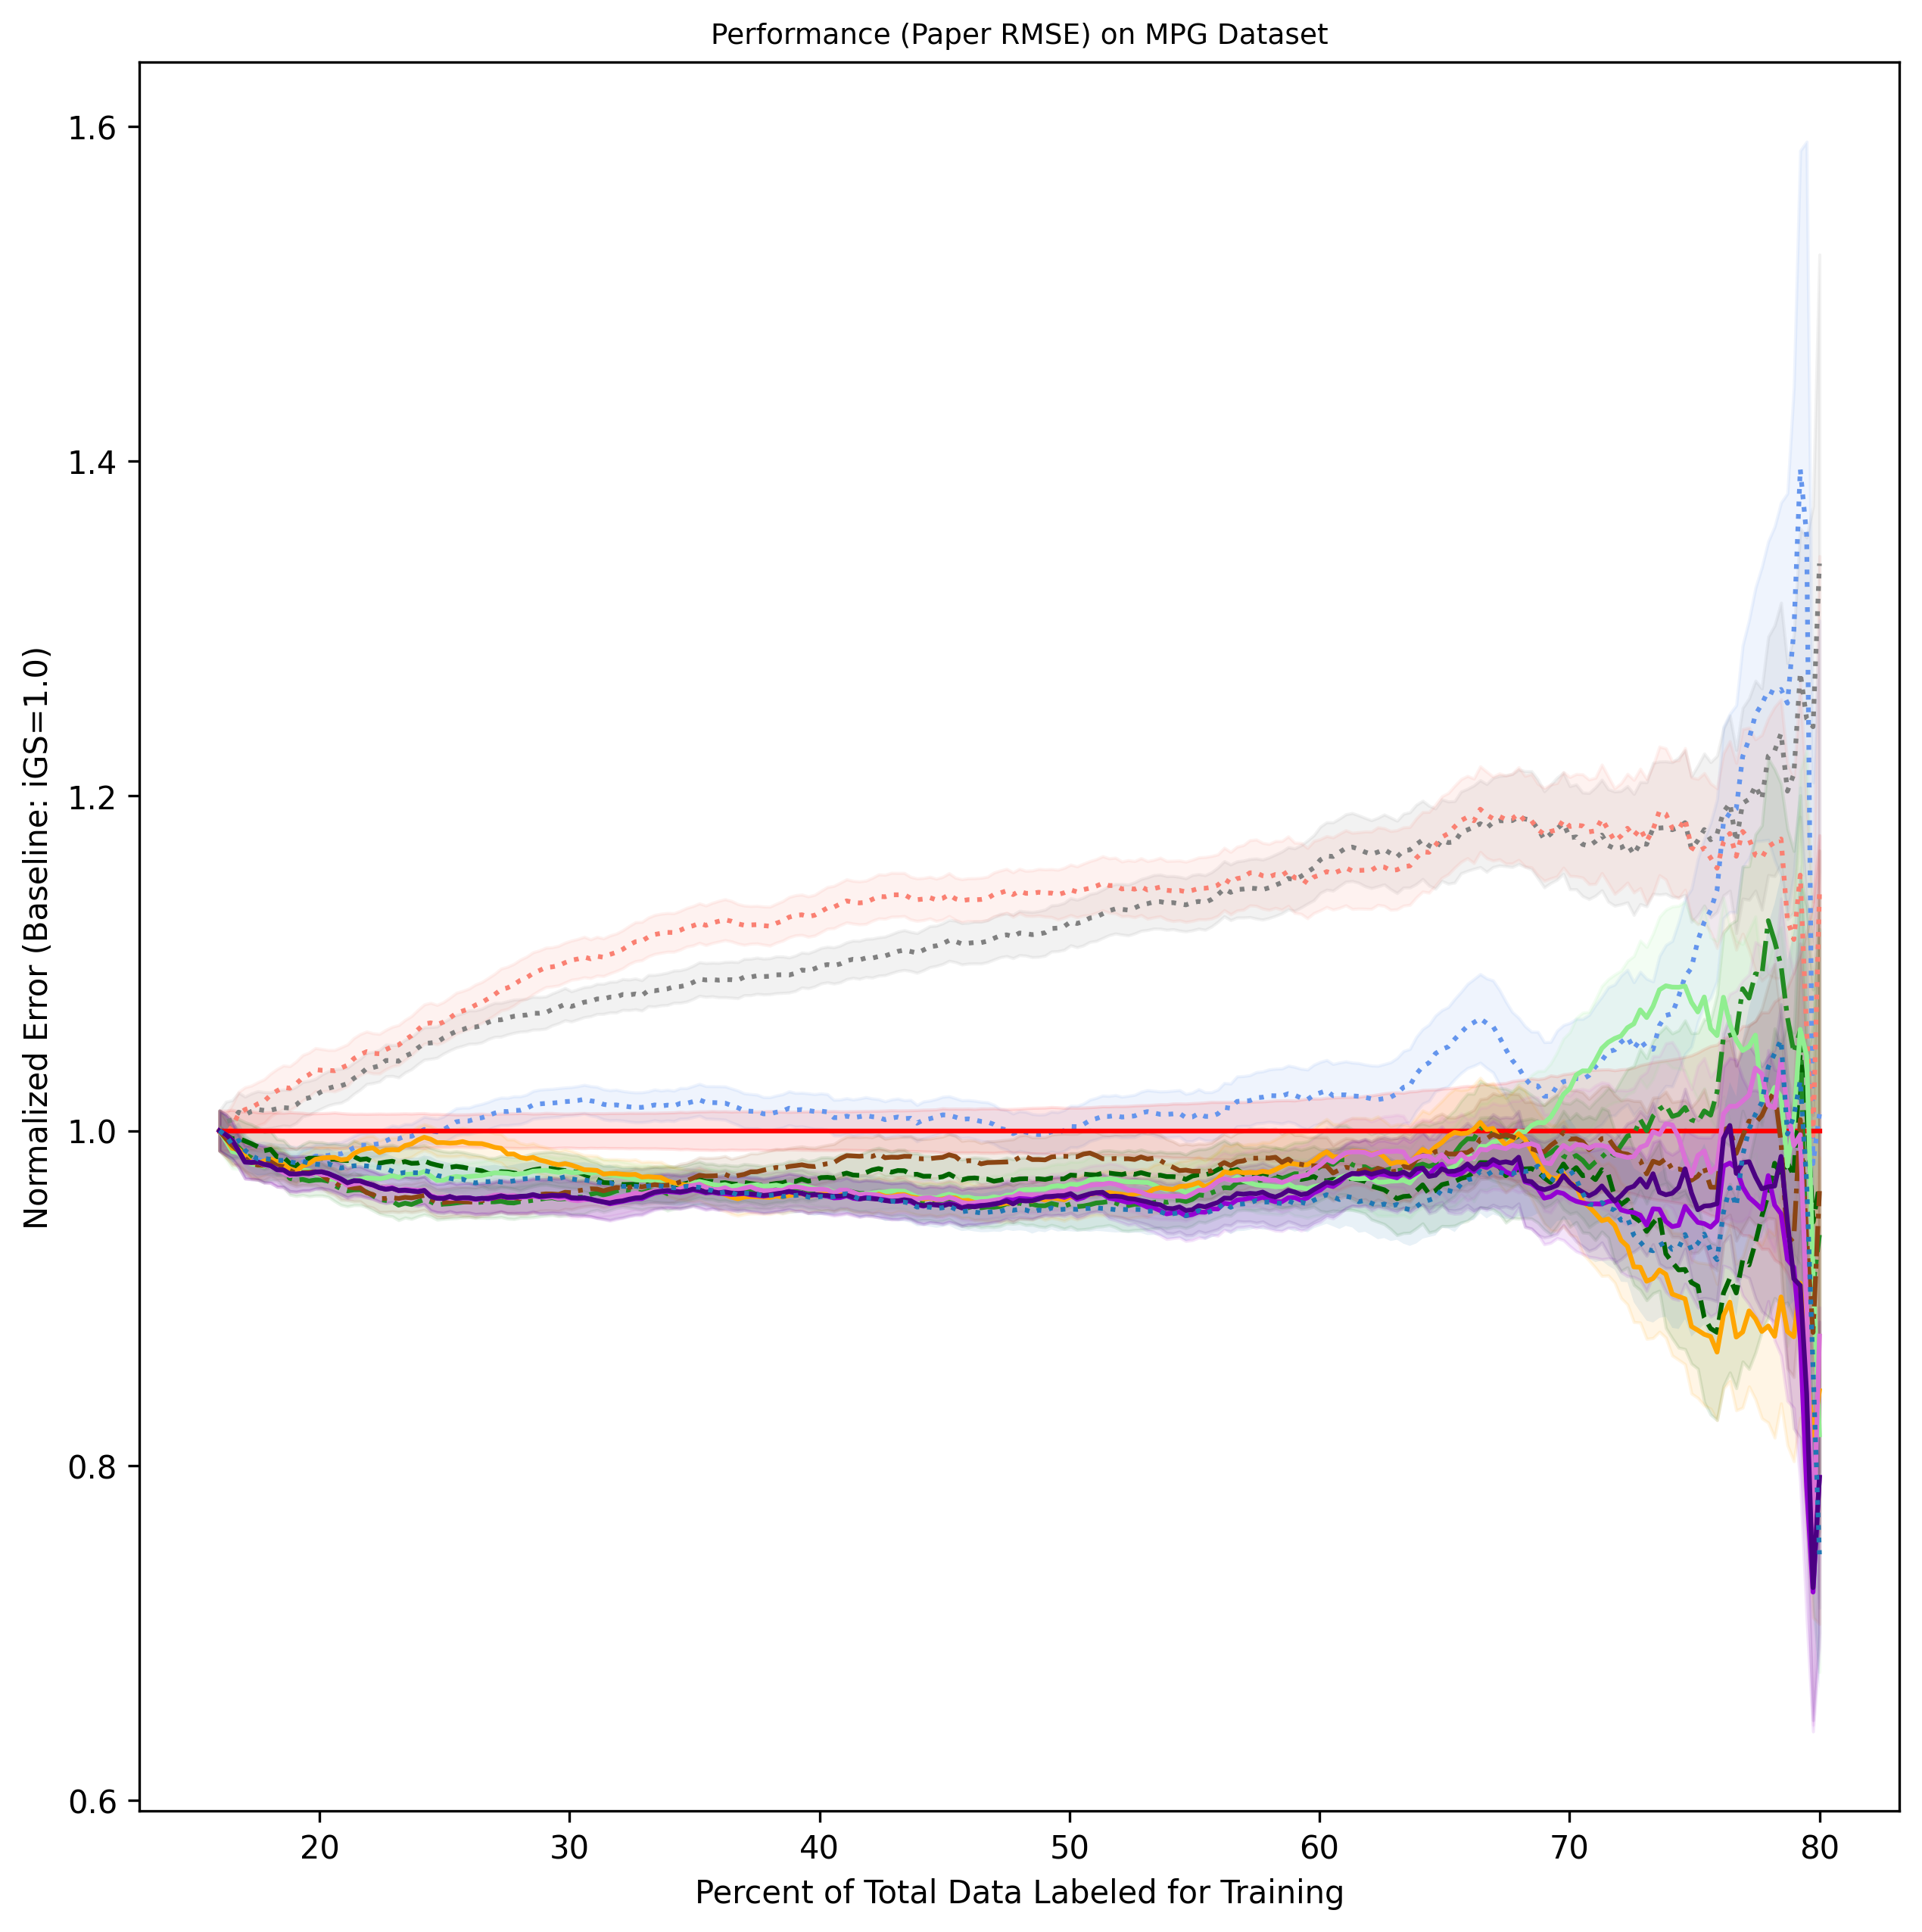 Performance (Paper RMSE) on MPG Dataset
Normalized Error (Baseline: iGS=1.0)
1.6
1.4
1.2
1.0
0.8
0.6
20 30 40 50 60 70 80
Percent of Total Data Labeled for Training